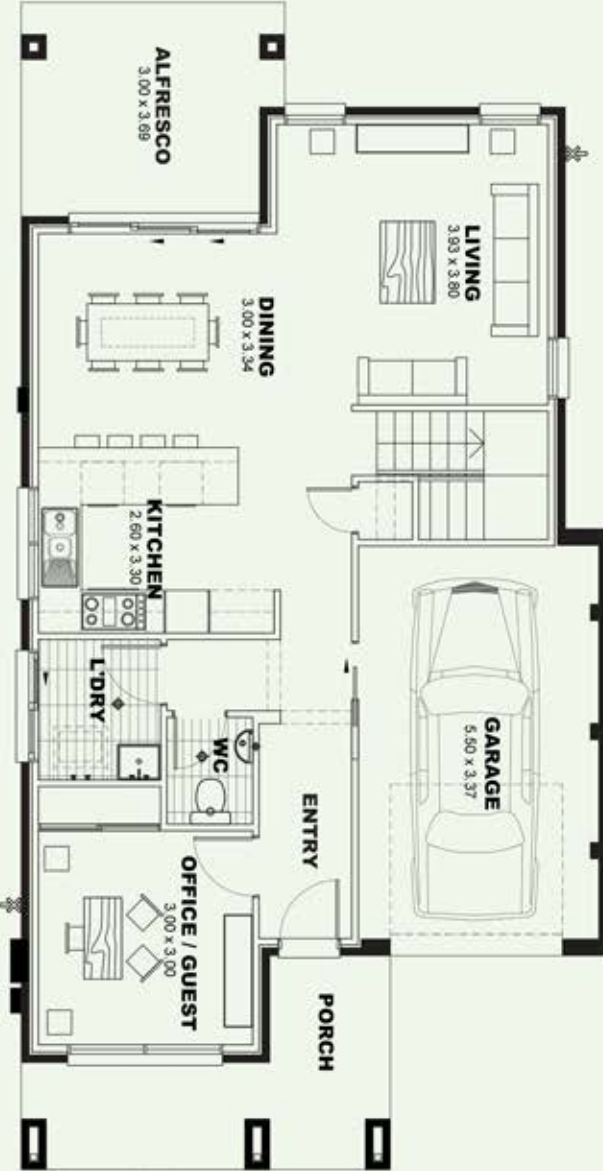 ALFRESCO
3.00 x 3.69
LIVING
3.93 x 3.80
DINING
3.00 x 3.34
KITCHEN
2.60 x 3.30
L'DRY
WC
GARAGE
5.50 x 3.37
ENTRY
OFFICE / GUEST
3.00 x 3.00
PORCH